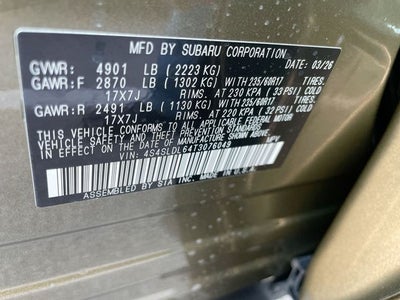 MFD BY SUBARU CORPORATION DATE: 03/26
GVWR: 4901 LB (2223 KG)
GAWR:F 2870 LB (1302 KG) WITH 235/60R17 TIRES.
17X7J RIMS. AT 230 KPA ( 33 PSI) COLD
GAWR:R 2491 LB (1130 KG) WITH 235/60R17 TIRES.
17X7J RIMS. AT 220 KPA ( 32 PSI) COLD
THIS VEHICLE CONFORMS TO ALL APPLICABLE FEDERAL MOTOR
VEHICLE SAFETY, BUMPER AND THEFT PREVENTION STANDARDS
IN EFFECT ON THE DATE OF MANUFACTURE SHOWN ABOVE.
VIN: 4S4SLDL64T3076049 MPV
ASSEMBLED BY SIA, INC. MADE IN U.S.A.